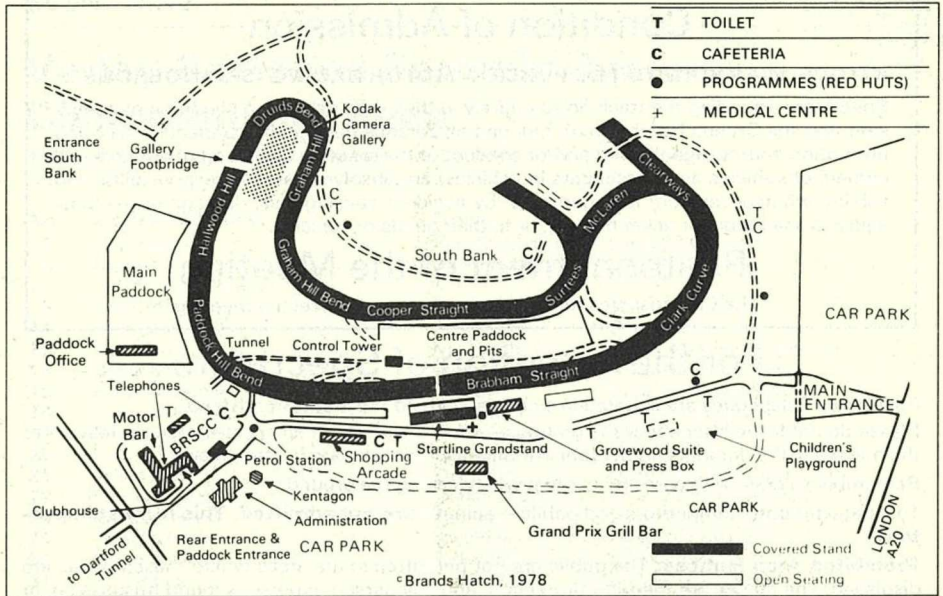 T TOILET
C CAFETERIA
● PROGRAMMES (RED HUTS)
+ MEDICAL CENTRE
Entrance
South
Bank
Gallery
Footbridge
Druids Bend
Kodak
Camera
Gallery
Graham Hill
Hailwood Hill
C
T
Graham Hill Bend
South Bank
T
C
McLaren
Clearways
T
C
Main
Paddock
Paddock Hill Bend
Cooper Straight
Surtees
Clark Curve
CAR PARK
Paddock
Office
Tunnel
Control Tower
Centre Paddock
and Pits
Brabham Straight
Telephones
Motor
Bar
T
C
BRSCC
MAIN
ENTRANCE
C
T
T
Petrol Station
Shopping
Arcade
C T
+
Startline Grandstand
Grovewood Suite
and Press Box
Children's
Playground
Clubhouse
Kentagon
Administration
Rear Entrance &
Paddock Entrance
to Dartford
Tunnel
CAR PARK
Grand Prix Grill Bar
CAR PARK
LONDON
A20
Covered Stand
Open Seating
© Brands Hatch, 1978